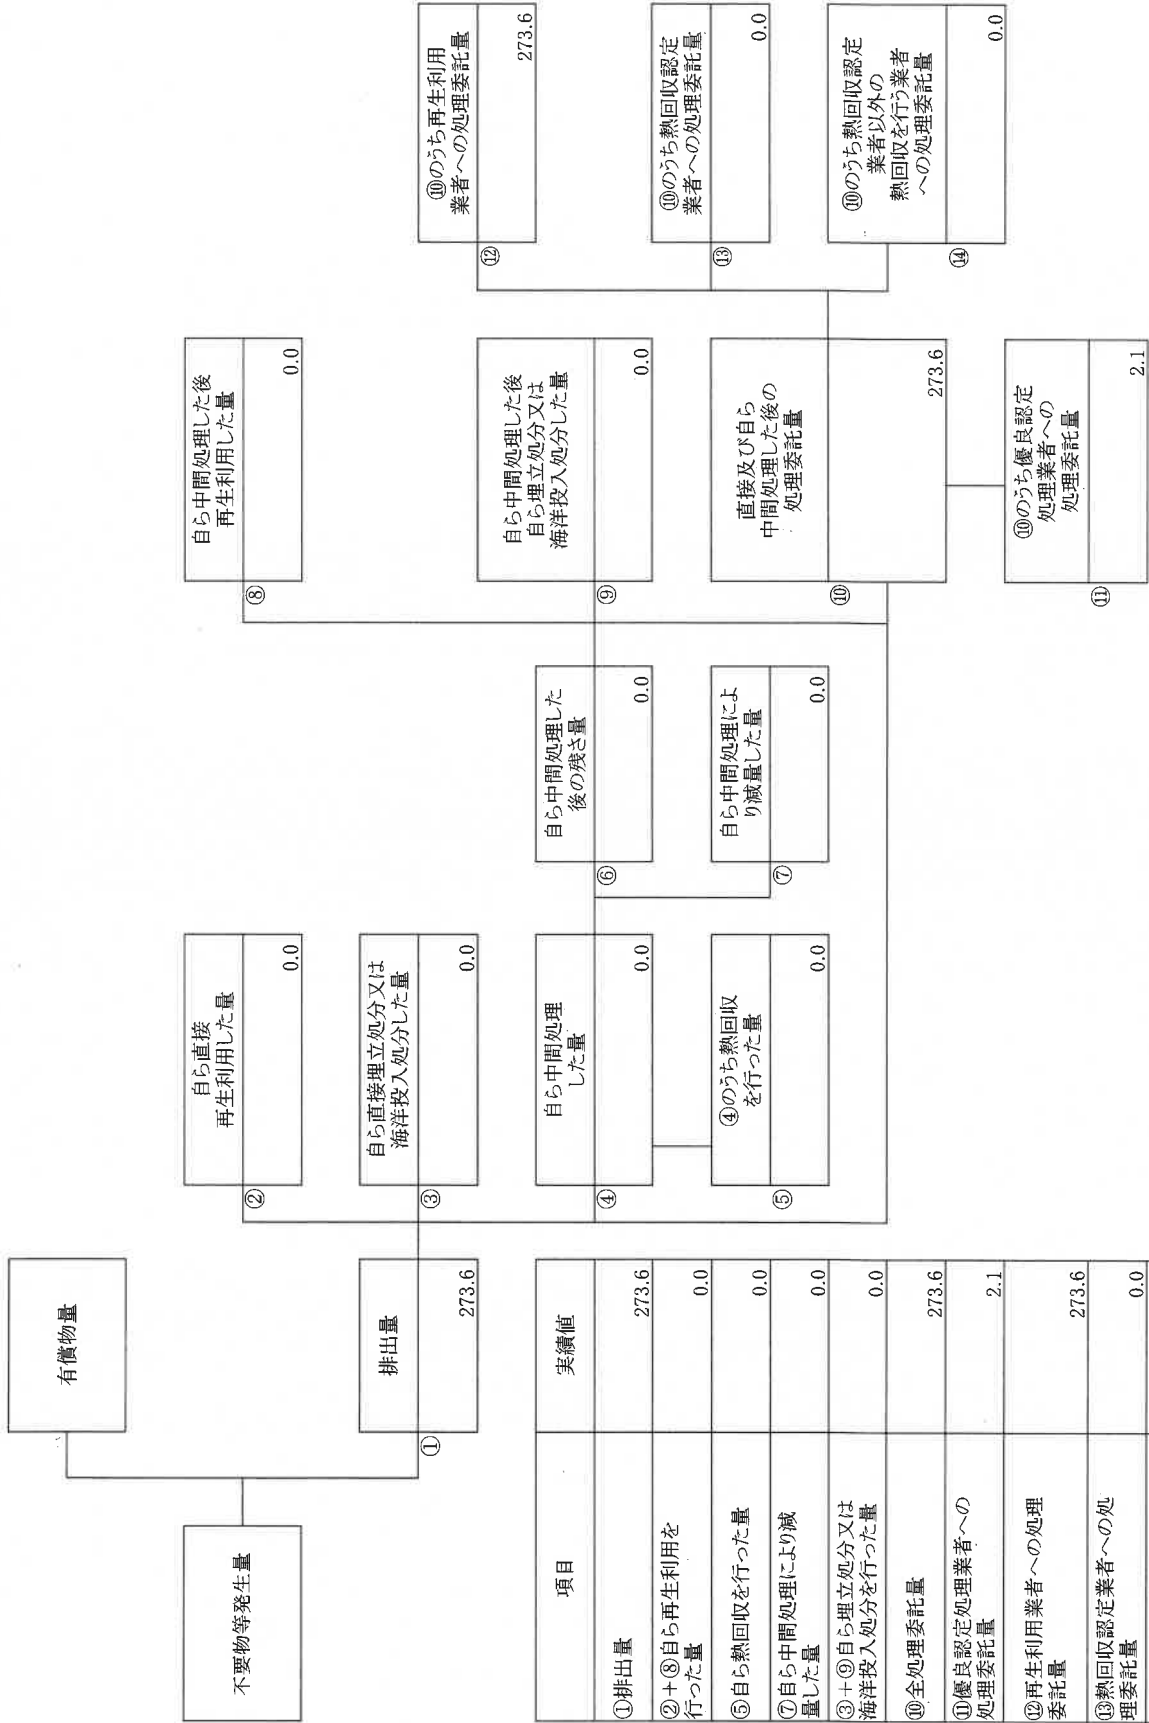 有償物量
不要物等発生量
①
排出量
273.6
②
自ら直接
再生利用した量
0.0
③
自ら直接埋立処分又は
海洋投入処分した量
0.0
④
自ら中間処理
した量
0.0
⑤
④のうち熱回収
を行った量
0.0
⑥
自ら中間処理した
後の残さ量
0.0
⑦
自ら中間処理によ
り減量した量
0.0
⑧
自ら中間処理した後
再生利用した量
0.0
⑨
自ら中間処理した後
自ら埋立処分又は
海洋投入処分した量
0.0
⑩
直接及び自ら
中間処理した後の
処理委託量
273.6
⑪
⑩のうち優良認定
処理業者への
処理委託量
2.1
⑫
⑩のうち再生利用
業者への処理委託量
273.6
⑬
⑩のうち熱回収認定
業者への処理委託量
0.0
⑭
⑩のうち熱回収認定
業者以外の
熱回収を行う業者
への処理委託量
0.0
項目 実績値
①排出量 273.6
②+⑧自ら再生利用を
行った量 0.0
⑤自ら熱回収を行った量 0.0
⑦自ら中間処理により減
量した量 0.0
③+⑨自ら埋立処分又は
海洋投入処分を行った量 0.0
⑩全処理委託量 273.6
⑪優良認定処理業者への
処理委託量 2.1
⑫再生利用業者への処理
委託量 273.6
⑬熱回収認定業者への処
理委託量 0.0